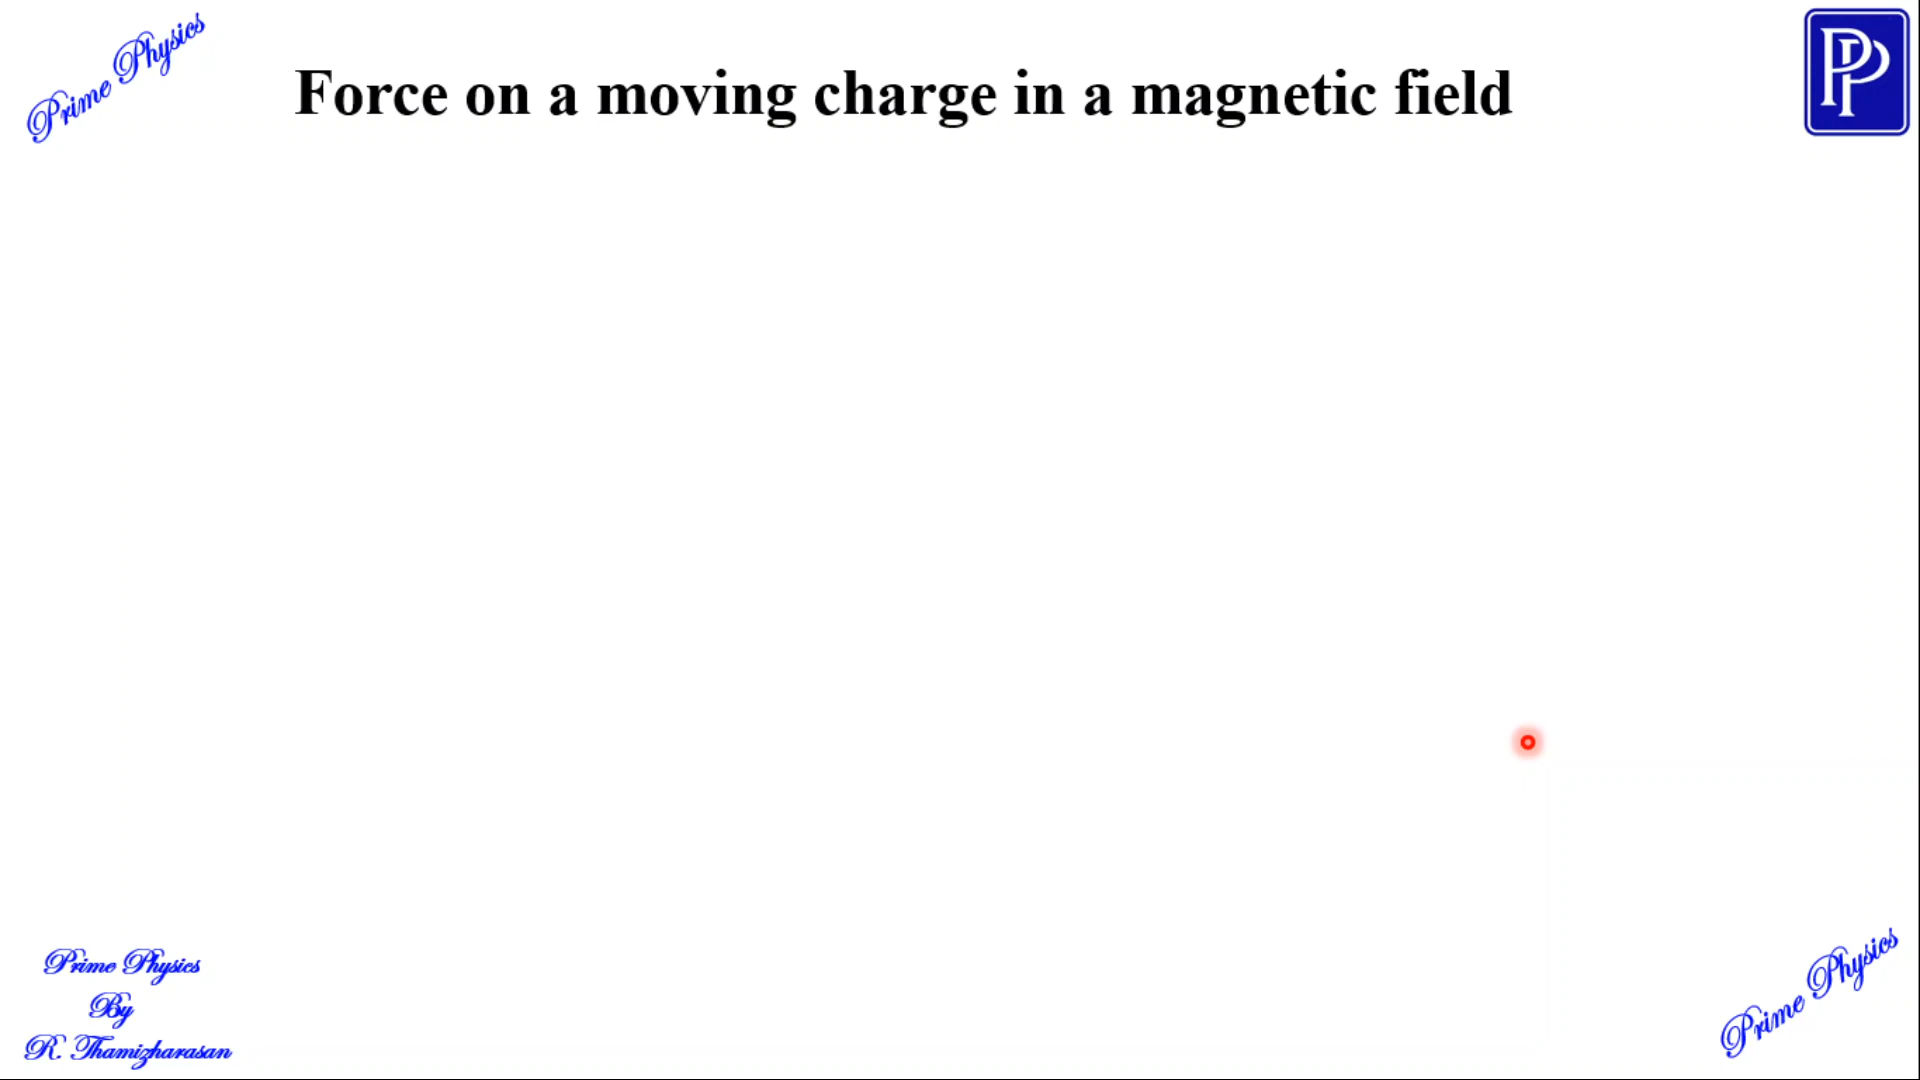 Prime Physics
Force on a moving charge in a magnetic field
PP
Prime Physics
By
R. Thamizharasan
Prime Physics